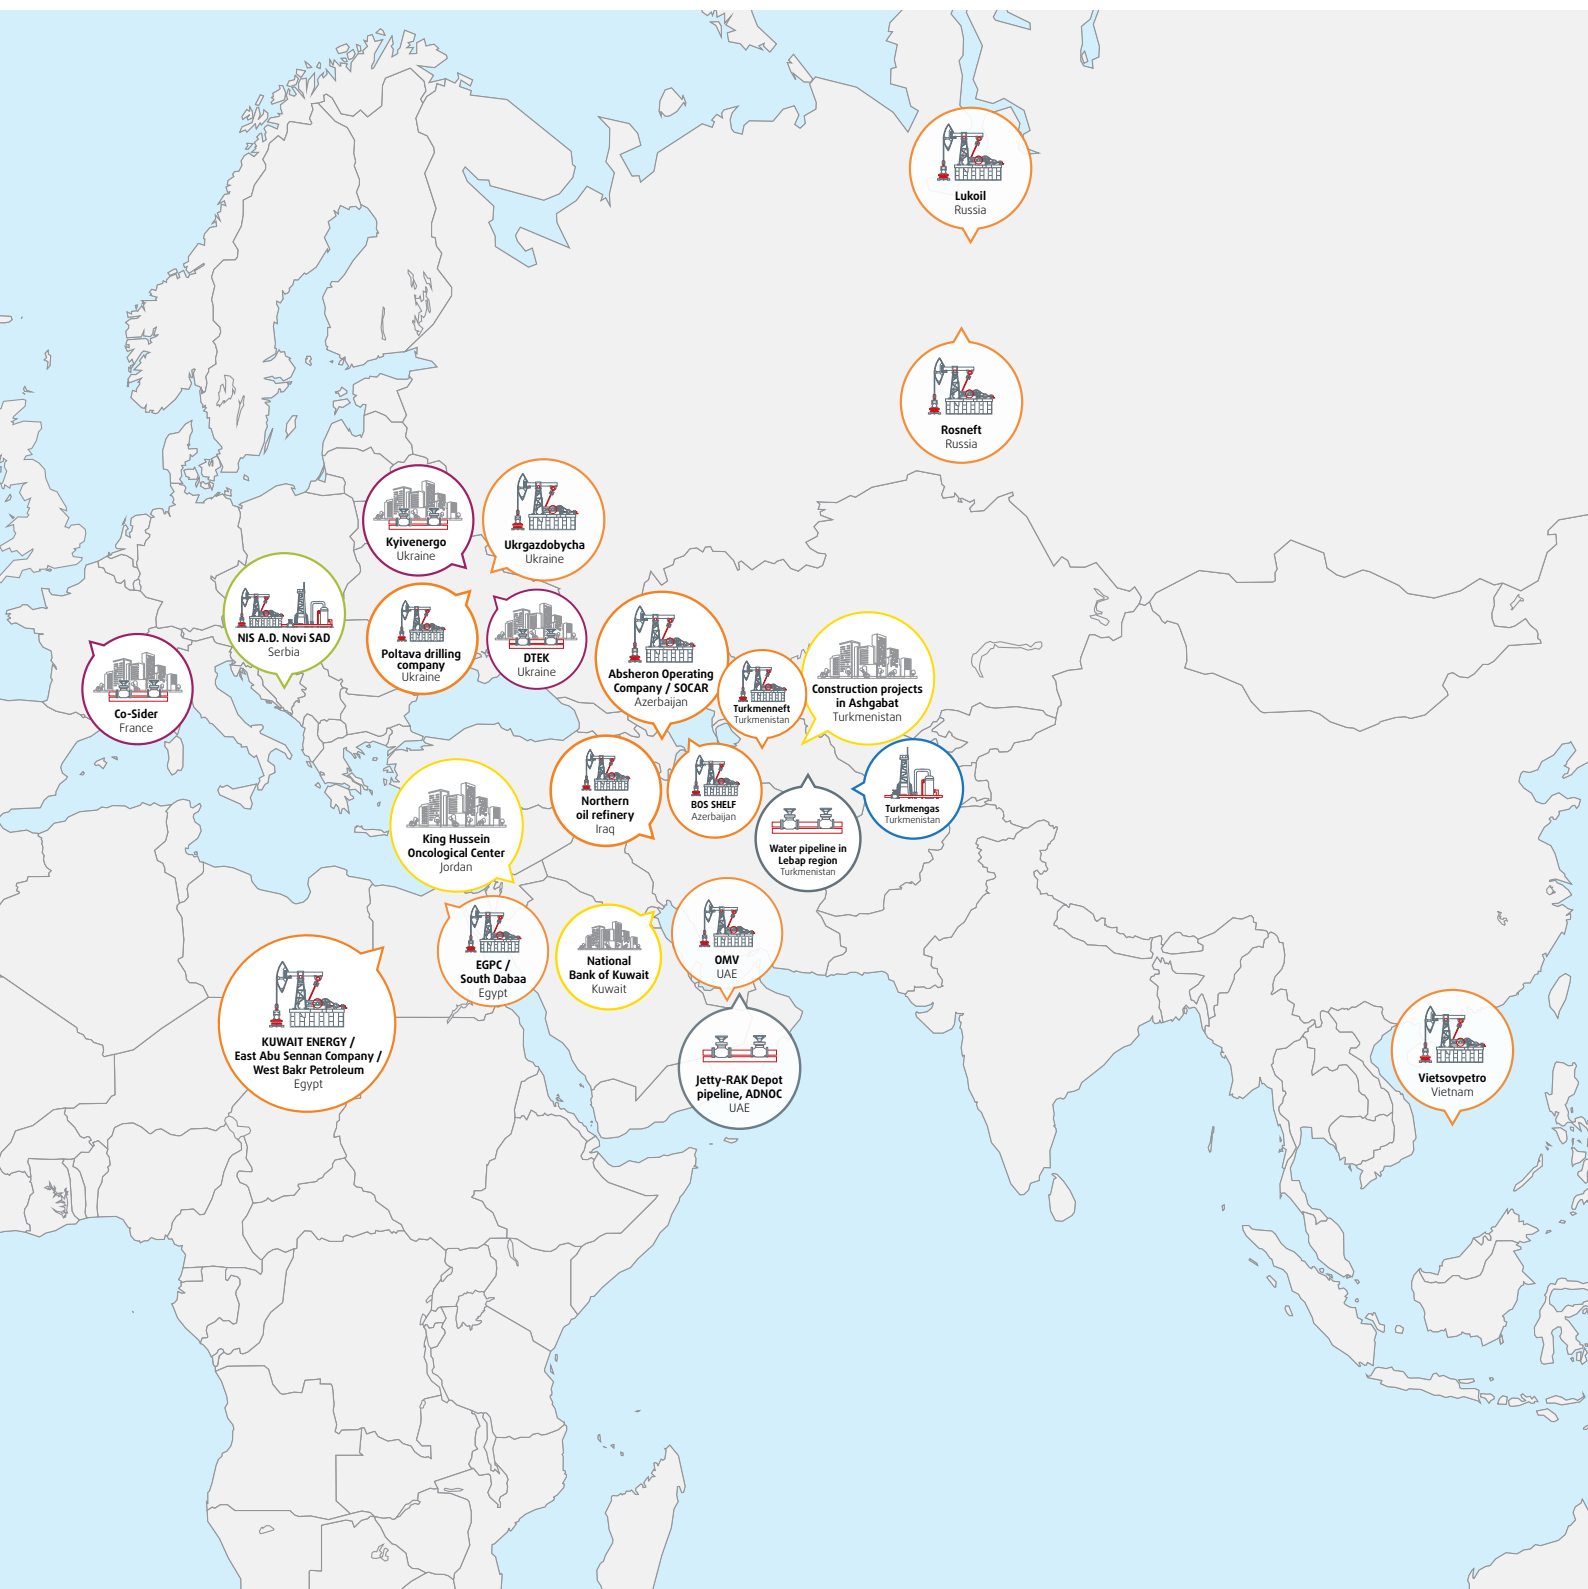 Lukoil
Russia
Rosneft
Russia
Kyivenergo
Ukraine
Ukrgazdobycha
Ukraine
NIS A.D. Novi SAD
Serbia
Poltava drilling
company
Ukraine
DTEK
Ukraine
Co-Sider
France
Absheron Operating
Company / SOCAR
Azerbaijan
Turkmenneft
Turkmenistan
Construction projects
in Ashgabat
Turkmenistan
Northern
oil refinery
Iraq
BOS SHELF
Azerbaijan
Turkmengas
Turkmenistan
King Hussein
Oncological Center
Jordan
Water pipeline in
Lebap region
Turkmenistan
EGPC /
South Dabaa
Egypt
National
Bank of Kuwait
Kuwait
OMV
UAE
KUWAIT ENERGY /
East Abu Sennan Company /
West Bakr Petroleum
Egypt
Jetty-RAK Depot
pipeline, ADNOC
UAE
Vietsovpetro
Vietnam